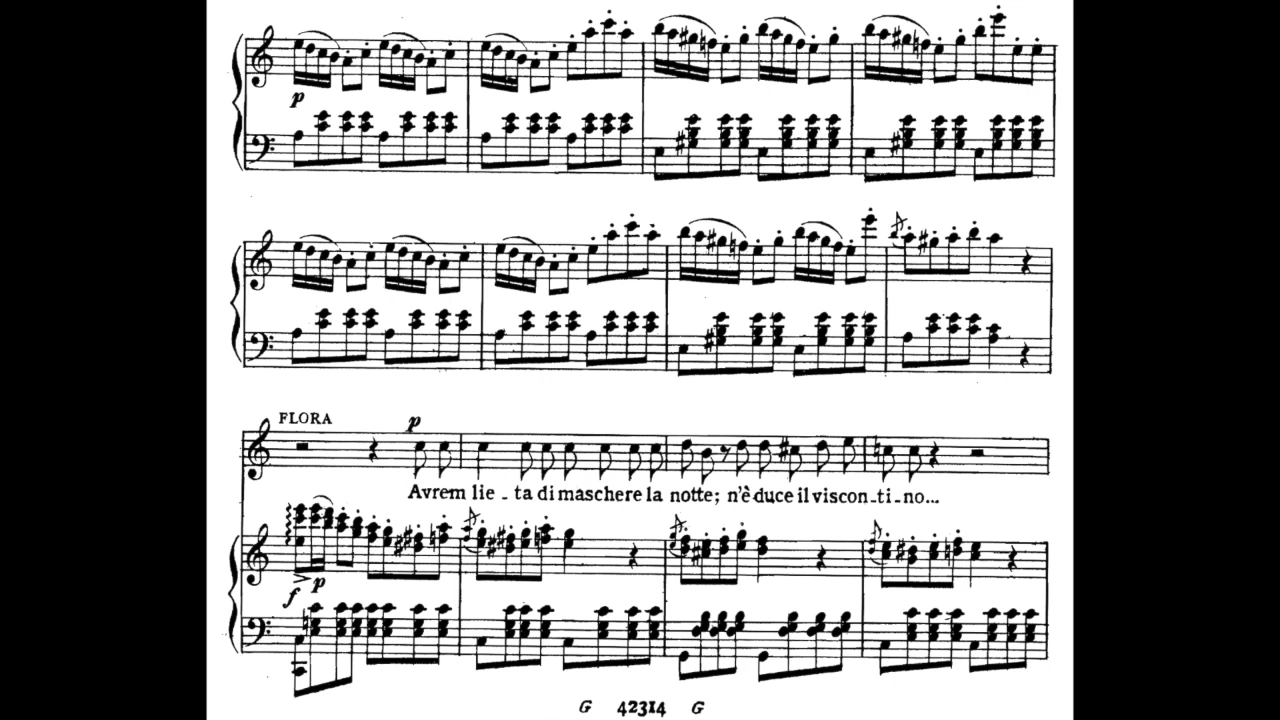 p
FLORA
p
Avrem lie - ta di maschere la notte; n'è duce il viscon - ti - no...
f p
G 42314 G